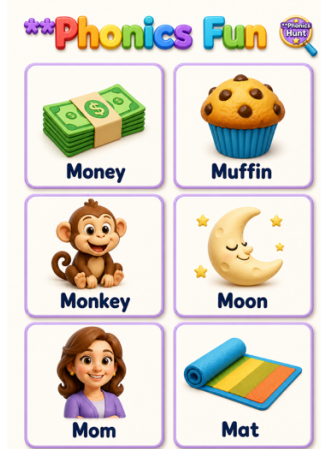 **Phonics Fun
**Phonics
Hunt
Money
Muffin
Monkey
Moon
Mom
Mat